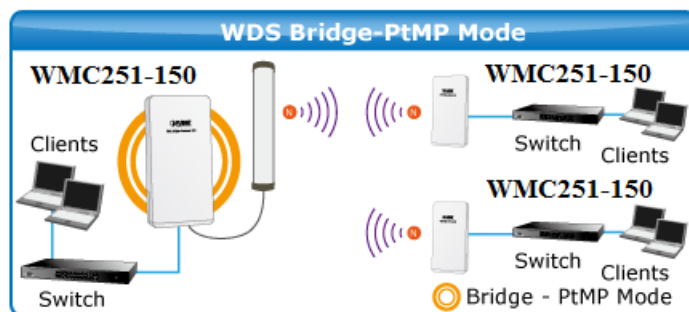 WDS Bridge-PtMP Mode
WMC251-150
Clients
Switch
N
N
WMC251-150
Switch
Clients
N
WMC251-150
Switch
Clients
Bridge - PtMP Mode